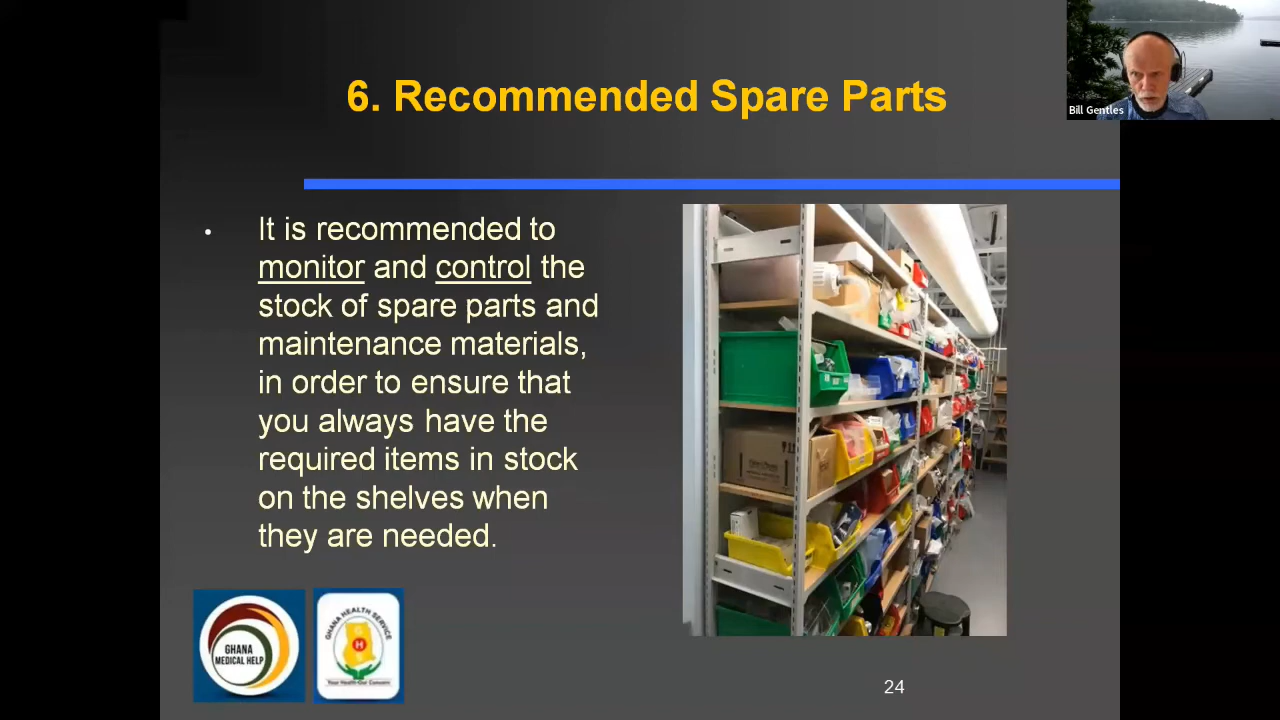 6. Recommended Spare Parts
Bill Gentles
• It is recommended to
monitor and control the
stock of spare parts and
maintenance materials,
in order to ensure that
you always have the
required items in stock
on the shelves when
they are needed.
GHANA
MEDICAL HELP
GHANA HEALTH SERVICE
H
Your Health-Our Concern
24